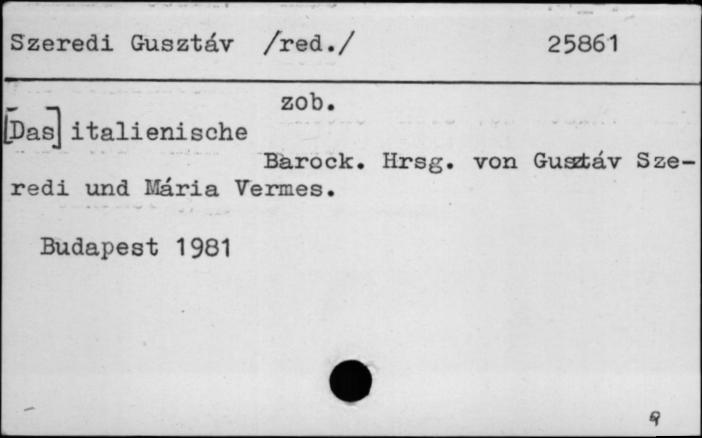 Szeredi Gusztáv /red./ 25861
zob.
[Das] italienische
Barock. Hrsg. von Gusztáv Sze-
redi und Mária Vermes.
Budapest 1981